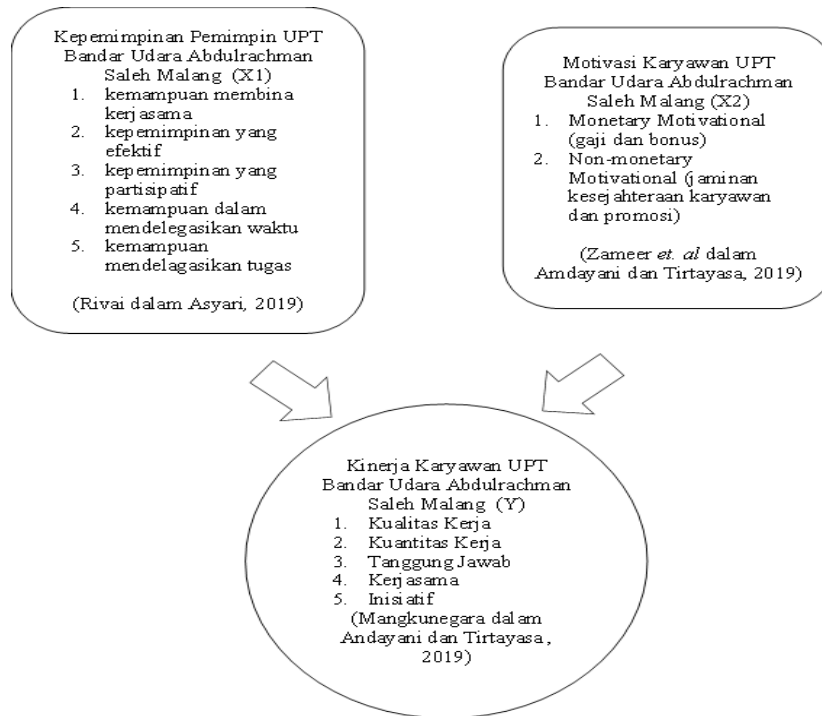 Kepemimpinan Pemimpin UPT
Bandar Udara Abdulrachman
Saleh Malang (X1)
1. kemampuan membina
kerjasama
2. kepemimpinan yang
efektif
3. kepemimpinan yang
partisipatif
4. kemampuan dalam
mendelegasikan waktu
5. kemampuan
mendelagasikan tugas
(Rivai dalam Asyari, 2019)
Motivasi Karyawan UPT
Bandar Udara Abdulrachman
Saleh Malang (X2)
1. Monetary Motivational
(gaji dan bonus)
2. Non-monetary
Motivational (jaminan
kesejahteraan karyawan
dan promosi)
(Zameer et. al dalam
Amdayani dan Tirtayasa, 2019)
Kinerja Karyawan UPT
Bandar Udara Abdulrachman
Saleh Malang (Y)
1. Kualitas Kerja
2. Kuantitas Kerja
3. Tanggung Jawab
4. Kerjasama
5. Inisiatif
(Mangkunegara dalam
Andayani dan Tirtayasa,
2019)